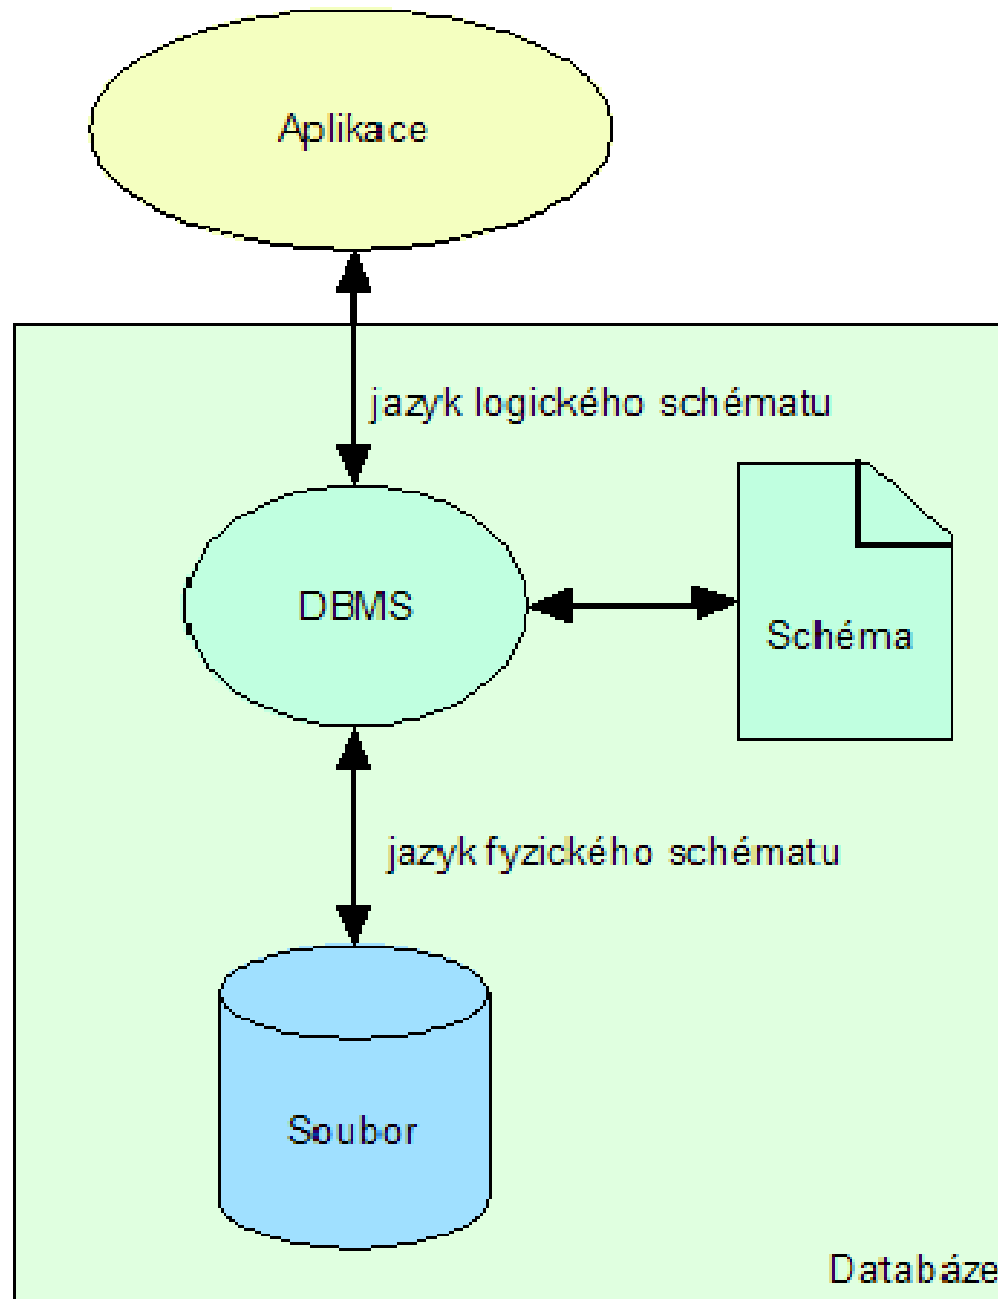 Aplikace
jazyk logického schématu
DBMS
Schéma
jazyk fyzického schématu
Soubor
Databáze